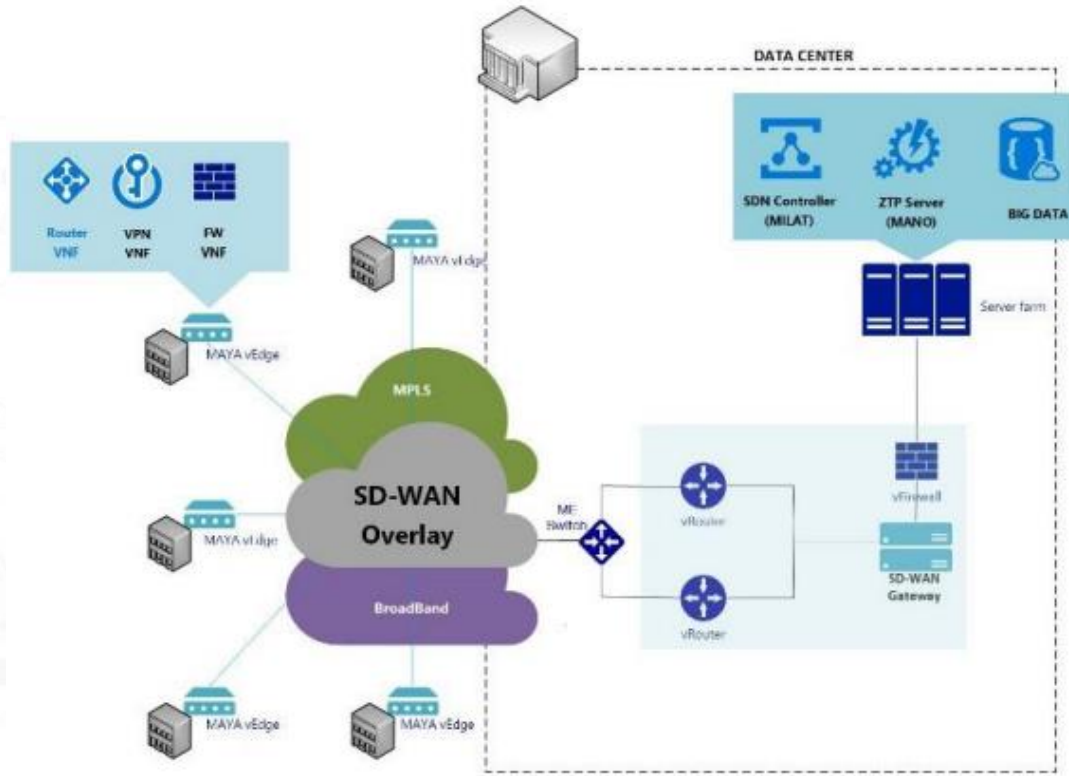 DATA CENTER
SDN Controller
(MILAT)
ZTP Server
(MANO)
BIG DATA
Router
VNF
VPN
VNF
FW
VNF
MAYA vEdge
MAYA vEdge
Server farm
MPLS
SD-WAN
Overlay
ME
Switch
vRouter
vFirewall
MAYA vEdge
SD-WAN
Gateway
BroadBand
vRouter
MAYA vEdge
MAYA vEdge